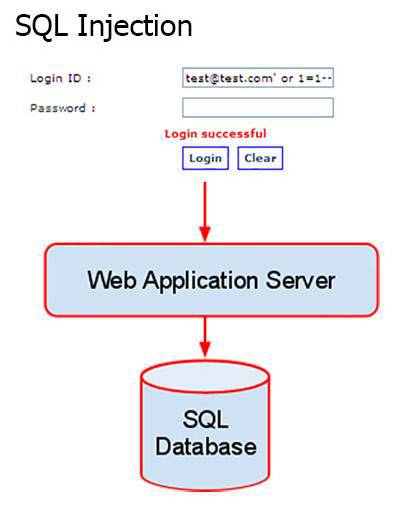 SQL Injection
Login ID : test@test.com' or 1=1--
Password :
Login successful
Login Clear
Web Application Server
SQL
Database